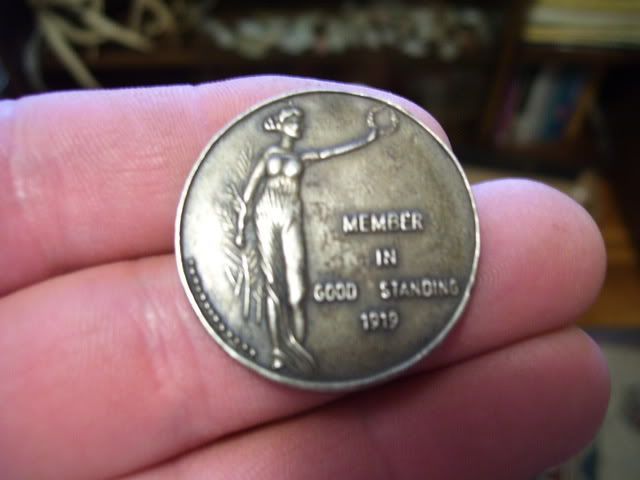 MEMBER
IN
GOOD STANDING
1919